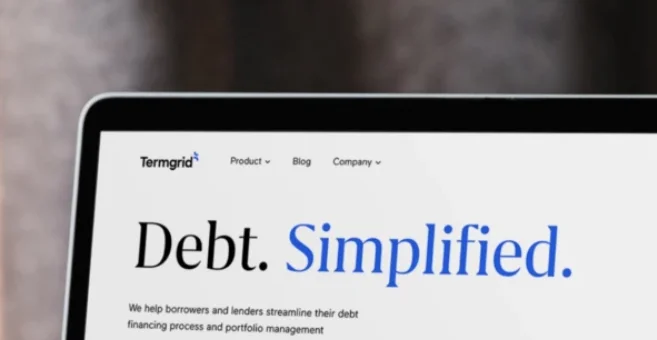 Termgrid Product Blog Company
Debt. Simplified.
We help borrowers and lenders streamline their debt
financing process and portfolio management